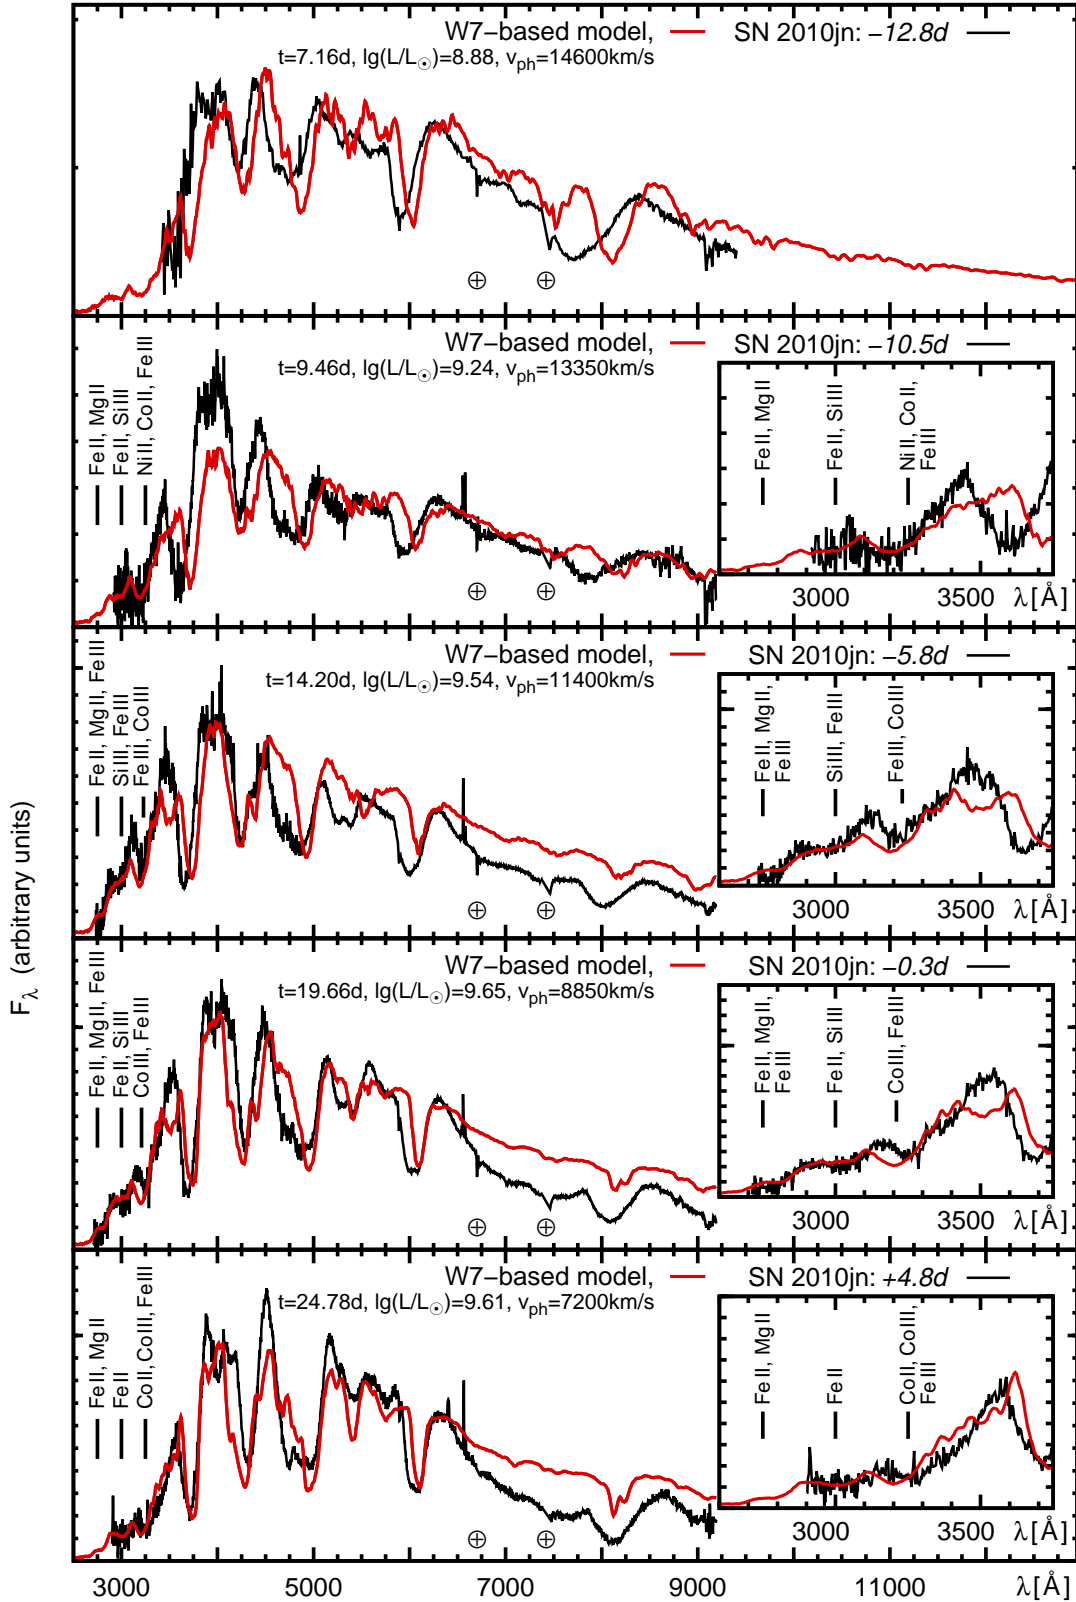 W7−based model, SN 2010jn: −12.8d
t=7.16d, lg(L/L☉)=8.88, vph=14600km/s
⊕ ⊕
W7−based model, SN 2010jn: −10.5d
t=9.46d, lg(L/L☉)=9.24, vph=13350km/s
Fe II, Mg II
Fe II, Si III
Ni II, Co II, Fe III
⊕ ⊕
Fe II, Mg II
Fe II, Si III
Ni II, Co II,
Fe III
3000 3500 λ[Å]
W7−based model, SN 2010jn: −5.8d
t=14.20d, lg(L/L☉)=9.54, vph=11400km/s
Fe II, Mg II, Fe III
Si III, Fe III
Fe III, Co III
⊕ ⊕
Fe II, Mg II,
Fe III
Si III, Fe III
Fe III, Co III
3000 3500 λ[Å]
Fλ (arbitrary units)
W7−based model, SN 2010jn: −0.3d
t=19.66d, lg(L/L☉)=9.65, vph=8850km/s
Fe II, Mg II, Fe III
Fe II, Si III
Co III, Fe III
⊕ ⊕
Fe II, Mg II,
Fe III
Fe II, Si III
Co III, Fe III
3000 3500 λ[Å]
W7−based model, SN 2010jn: +4.8d
t=24.78d, lg(L/L☉)=9.61, vph=7200km/s
Fe II, Mg II
Fe II
Co II, Co III, Fe III
⊕ ⊕
Fe II, Mg II
Fe II
Co II, Co III,
Fe III
3000 3500 λ[Å]
3000 5000 7000 9000 11000 λ[Å]